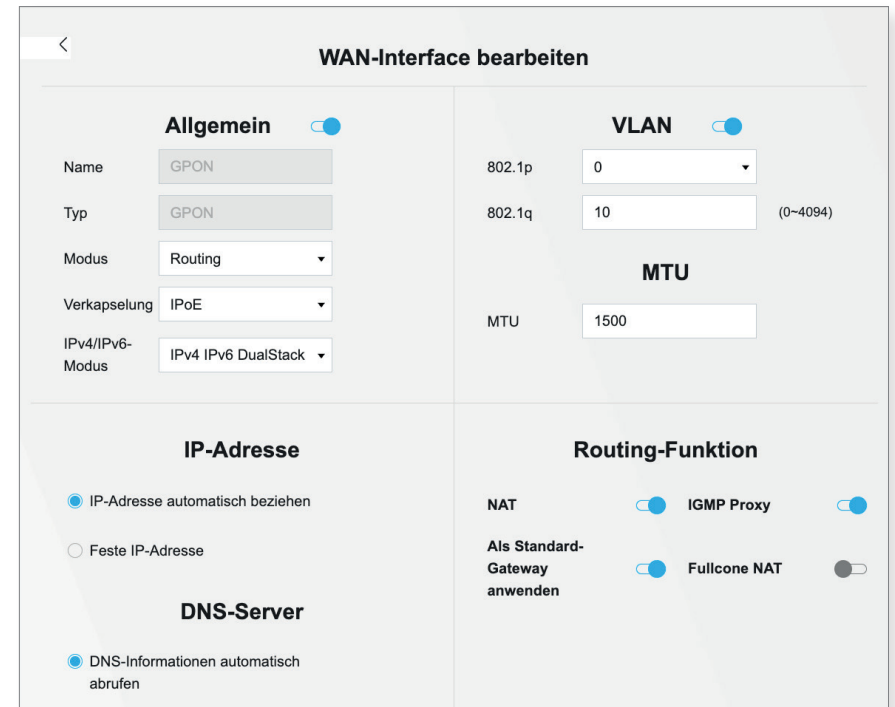 WAN-Interface bearbeiten
Allgemein
Name
GPON
Typ
GPON
Modus
Routing
Verkapselung
IPoE
IPv4/IPv6-
Modus
IPv4 IPv6 DualStack
VLAN
802.1p
0
802.1q
10
(0~4094)
MTU
MTU
1500
IP-Adresse
IP-Adresse automatisch beziehen
Feste IP-Adresse
DNS-Server
DNS-Informationen automatisch
abrufen
Routing-Funktion
NAT
IGMP Proxy
Als Standard-
Gateway
anwenden
Fullcone NAT